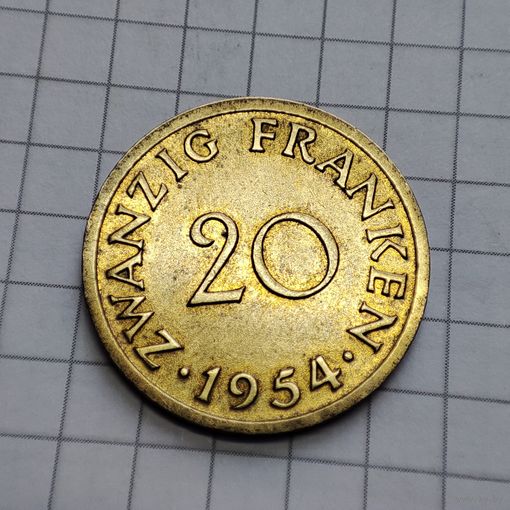 ZWANZIG FRANKEN
20
· 1954 ·